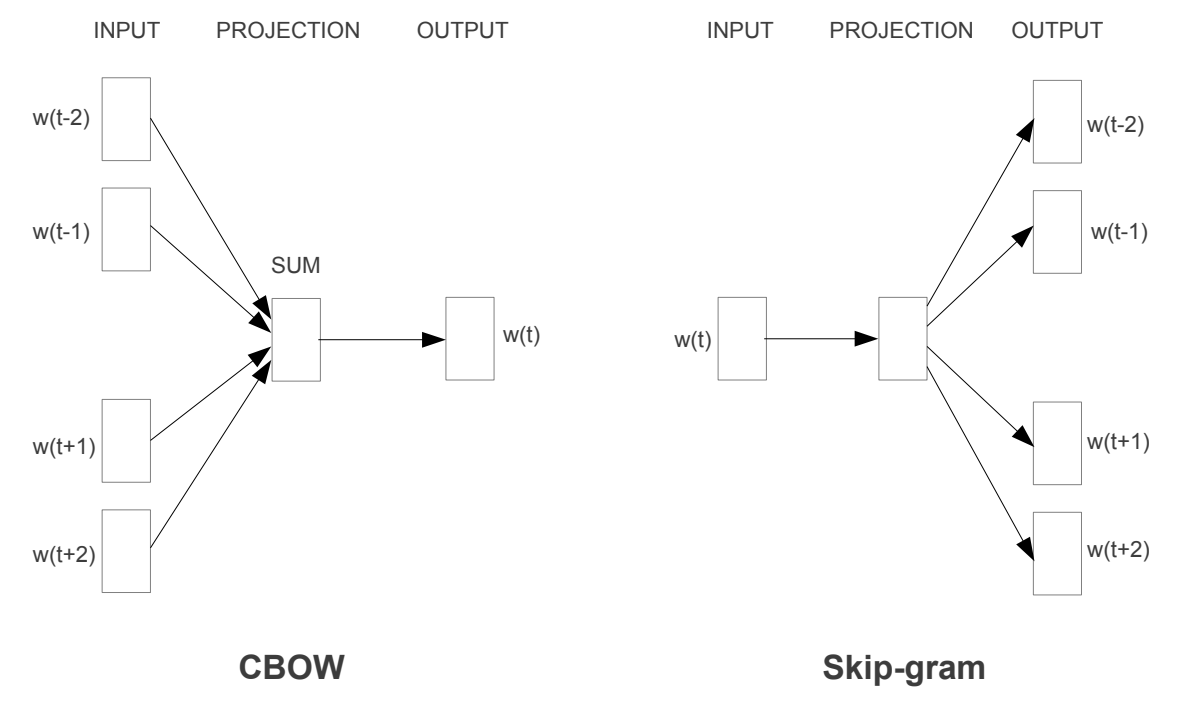 INPUT PROJECTION OUTPUT
w(t-2)
w(t-1)
SUM
w(t)
w(t+1)
w(t+2)
CBOW
INPUT PROJECTION OUTPUT
w(t-2)
w(t-1)
w(t)
w(t+1)
w(t+2)
Skip-gram